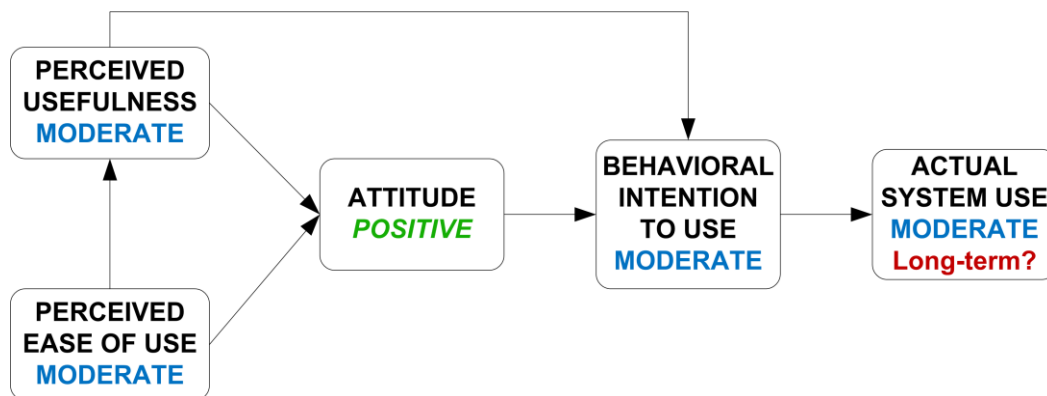 PERCEIVED
USEFULNESS
MODERATE
PERCEIVED
EASE OF USE
MODERATE
ATTITUDE
POSITIVE
BEHAVIORAL
INTENTION
TO USE
MODERATE
ACTUAL
SYSTEM USE
MODERATE
Long-term?